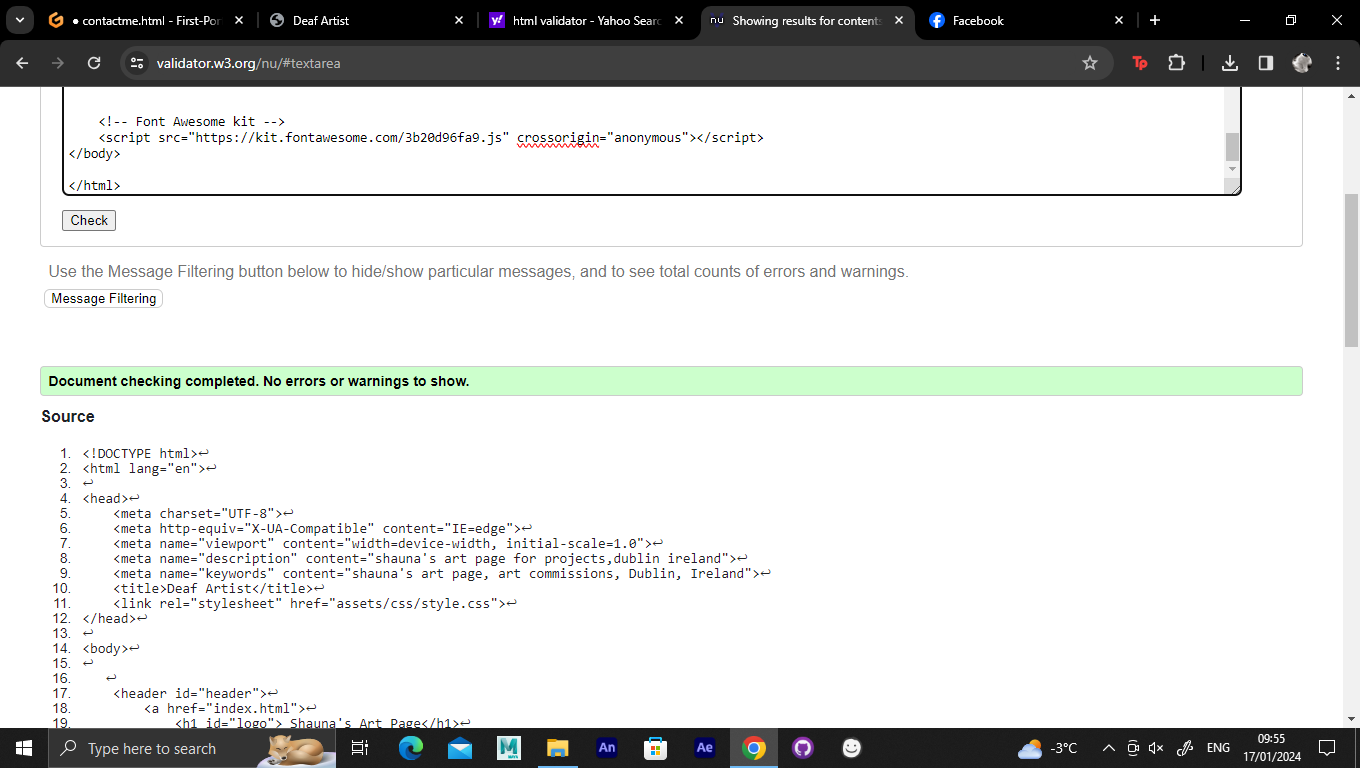 ● contactme.html - First-Por
Deaf Artist
html validator - Yahoo Searc
Showing results for contents
Facebook
validator.w3.org/nu/#textarea
<!-- Font Awesome kit -->
<script src="https://kit.fontawesome.com/3b20d96fa9.js" crossorigin="anonymous"></script>
</body>
</html>
Check
Use the Message Filtering button below to hide/show particular messages, and to see total counts of errors and warnings.
Message Filtering
Document checking completed. No errors or warnings to show.
Source
1. <!DOCTYPE html>↩
2. <html lang="en">↩
3. ↩
4. <head>↩
5. <meta charset="UTF-8">↩
6. <meta http-equiv="X-UA-Compatible" content="IE=edge">↩
7. <meta name="viewport" content="width=device-width, initial-scale=1.0">↩
8. <meta name="description" content="shauna's art page for projects,dublin ireland">↩
9. <meta name="keywords" content="shauna's art page, art commissions, Dublin, Ireland">↩
10. <title>Deaf Artist</title>↩
11. <link rel="stylesheet" href="assets/css/style.css">↩
12. </head>↩
13. ↩
14. <body>↩
15. ↩
16. ↩
17. <header id="header">↩
18. <a href="index.html">↩
19. <h1 id="logo"> Shauna's Art Page</h1>↩
Type here to search
An
Ae
-3°C
ENG
09:55
17/01/2024